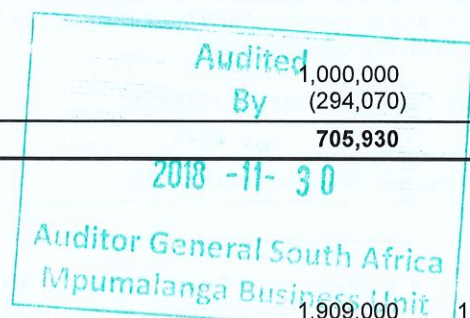 Audited 1,000,000
By (294,070)
705,930
2018 -11- 30
Auditor General South Africa
Mpumalanga Business Unit
1,909,000 1